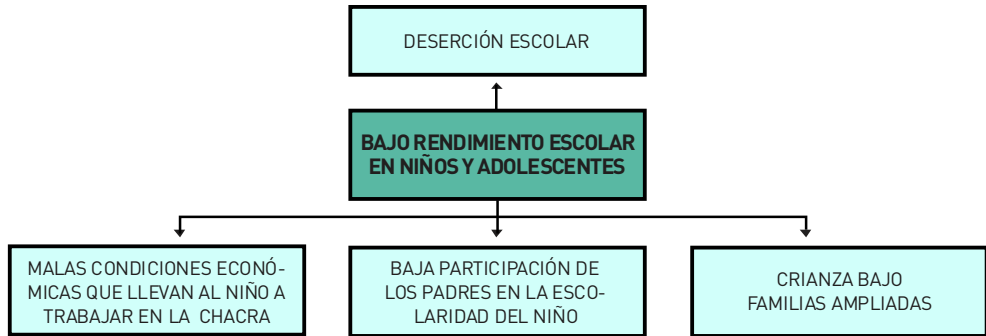 DESERCIÓN ESCOLAR
BAJO RENDIMIENTO ESCOLAR
EN NIÑOS Y ADOLESCENTES
MALAS CONDICIONES ECONÓ-
MICAS QUE LLEVAN AL NIÑO A
TRABAJAR EN LA CHACRA
BAJA PARTICIPACIÓN DE
LOS PADRES EN LA ESCO-
LARIDAD DEL NIÑO
CRIANZA BAJO
FAMILIAS AMPLIADAS